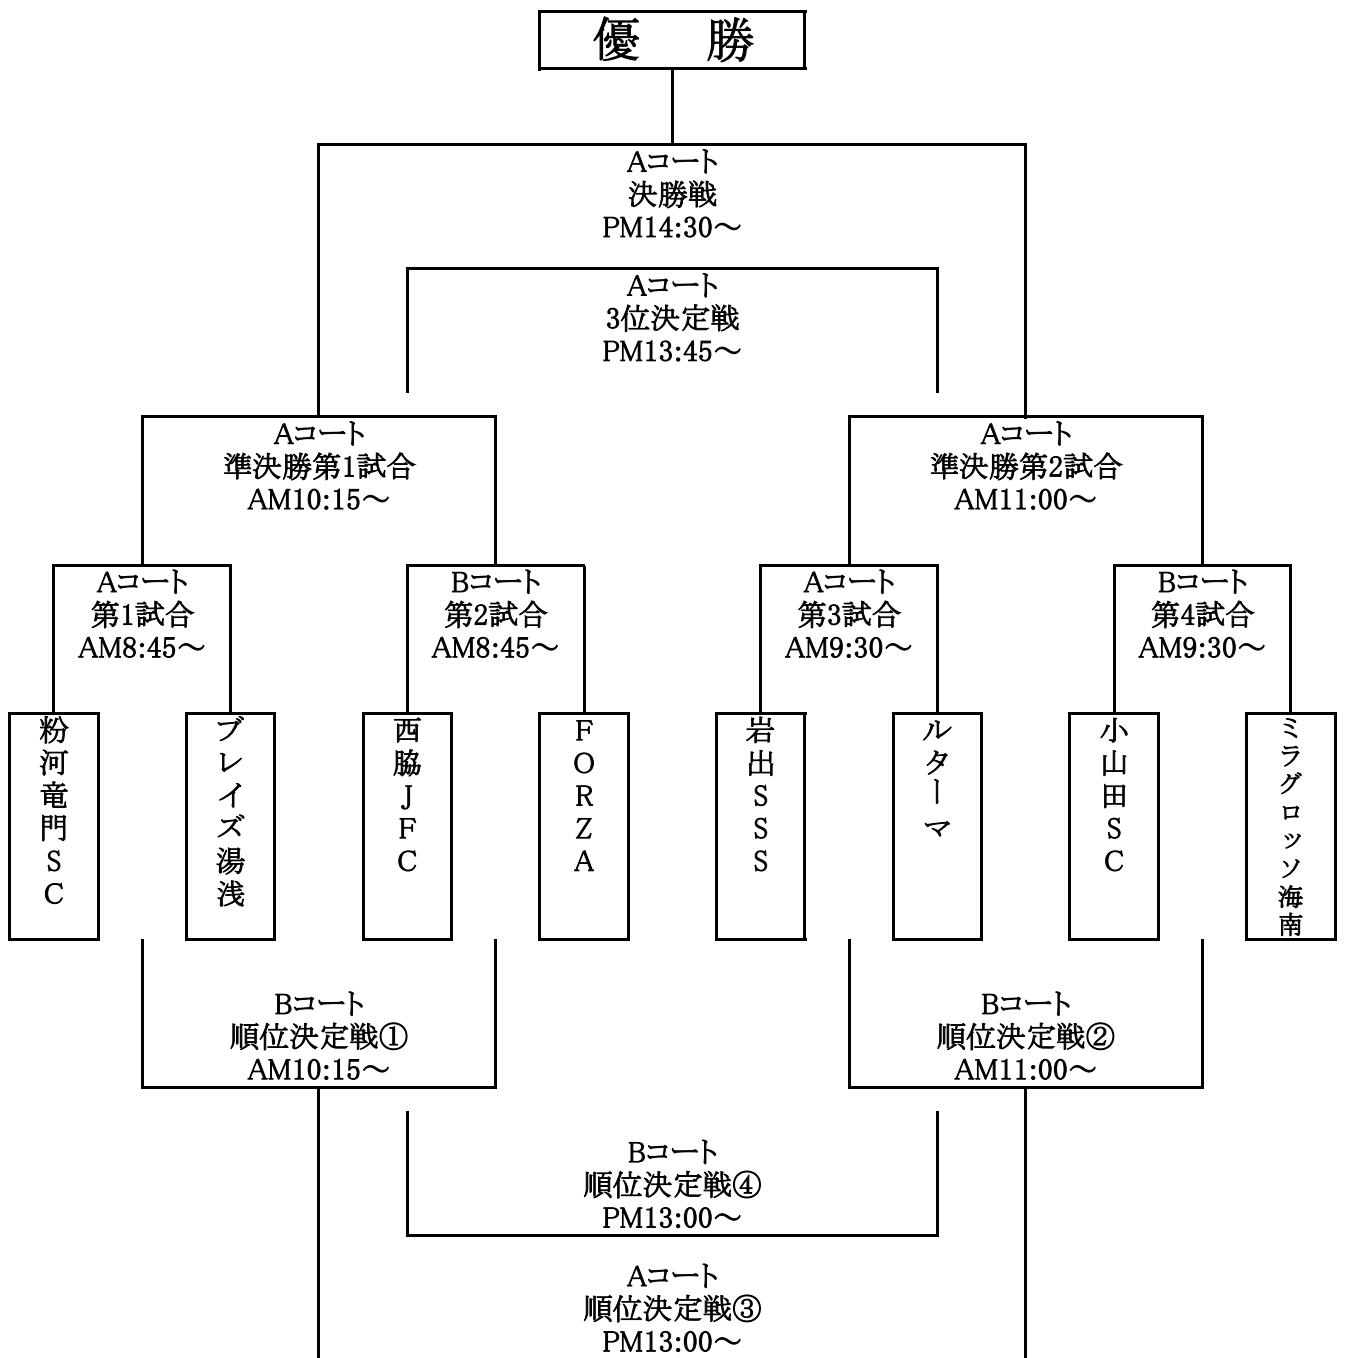 優　勝
Aコート
決勝戦
PM14:30～
Aコート
3位決定戦
PM13:45～
Aコート
準決勝第1試合
AM10:15～
Aコート
準決勝第2試合
AM11:00～
Aコート
第1試合
AM8:45～
Bコート
第2試合
AM8:45～
Aコート
第3試合
AM9:30～
Bコート
第4試合
AM9:30～
粉河竜門SC
ブレイズ湯浅
西脇JFC
FORZA
岩出SSS
ルターマ
小山田SC
ミラグロッソ海南
Bコート
順位決定戦①
AM10:15～
Bコート
順位決定戦②
AM11:00～
Bコート
順位決定戦④
PM13:00～
Aコート
順位決定戦③
PM13:00～